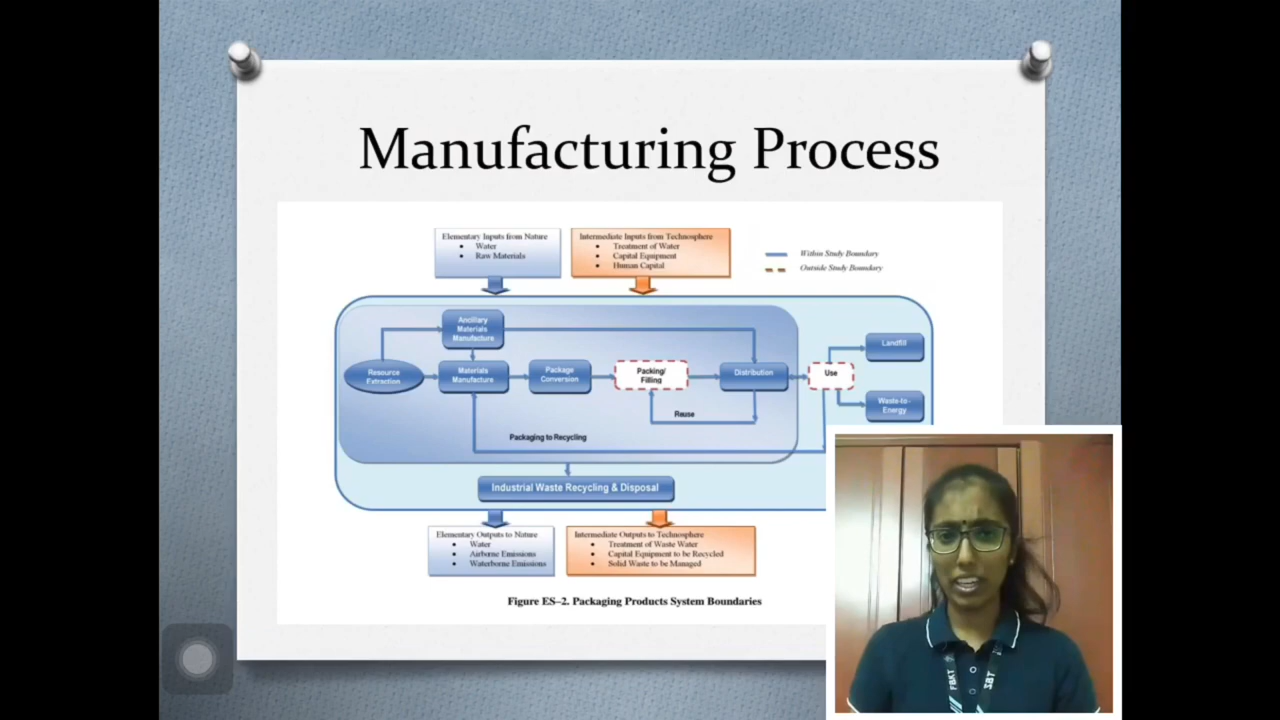 Manufacturing Process
Elementary Inputs from Nature
• Water
• Raw Materials
Intermediate Inputs from Technosphere
• Treatment of Water
• Capital Equipment
• Human Capital
Within Study Boundary
Outside Study Boundary
Ancillary
Materials
Manufacture
Resource
Extraction
Materials
Manufacture
Package
Conversion
Packing/
Filling
Distribution
Use
Landfill
Waste-to-
Energy
Reuse
Packaging to Recycling
Industrial Waste Recycling & Disposal
Elementary Outputs to Nature
• Water
• Airborne Emissions
• Waterborne Emissions
Intermediate Outputs to Technosphere
• Treatment of Waste Water
• Capital Equipment to be Recycled
• Solid Waste to be Managed
Figure ES–2. Packaging Products System Boundaries